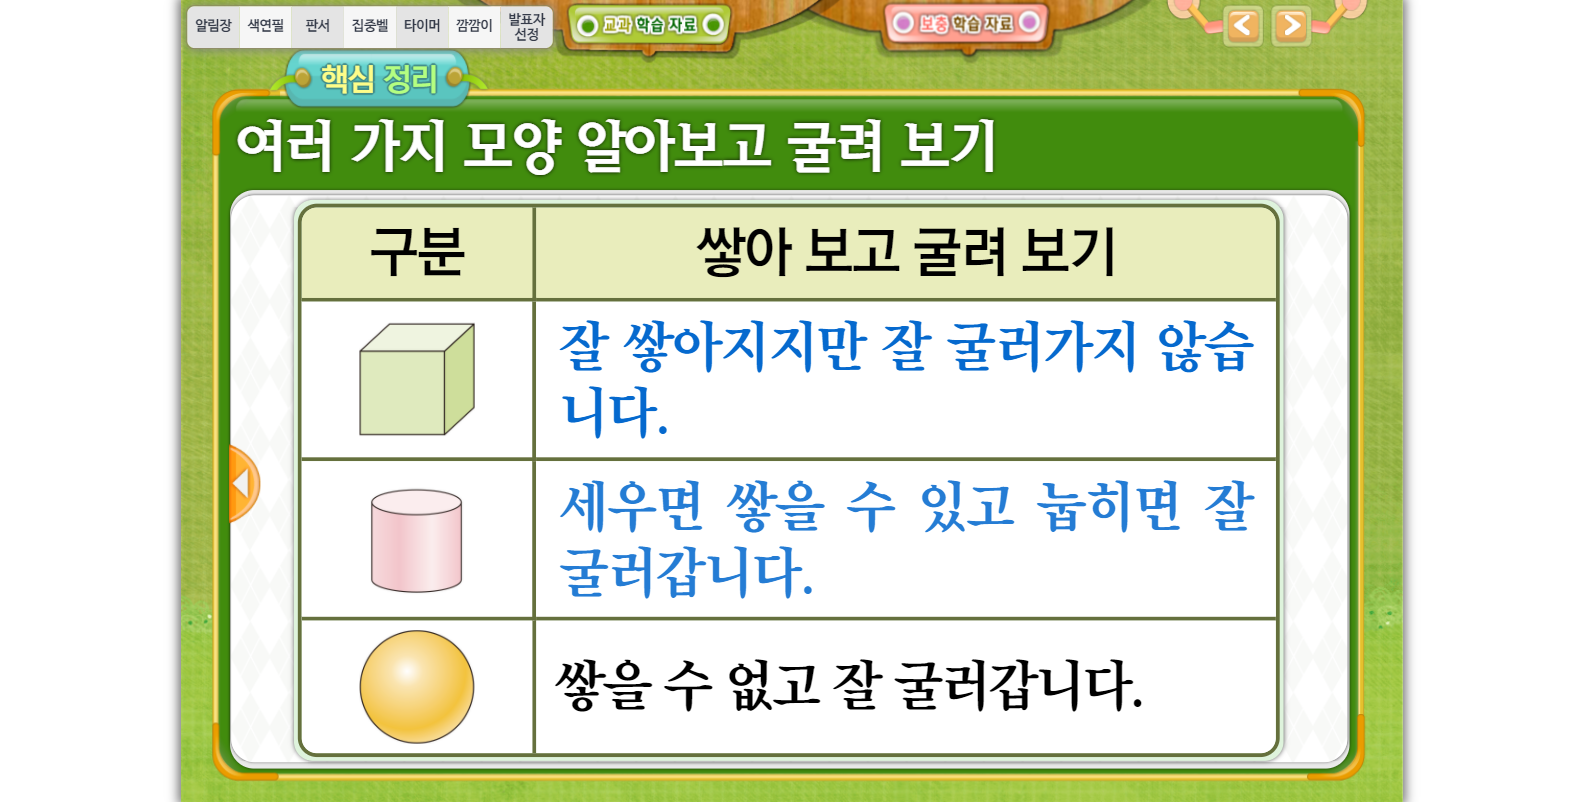 알림장 색연필 판서 집중벨 타이머 깜깜이 발표자 선정
교과 학습 자료
보충 학습 자료
핵심 정리
여러 가지 모양 알아보고 굴려 보기
구분
쌓아 보고 굴려 보기
잘 쌓아지지만 잘 굴러가지 않습
니다.
세우면 쌓을 수 있고 눕히면 잘
굴러갑니다.
쌓을 수 없고 잘 굴러갑니다.